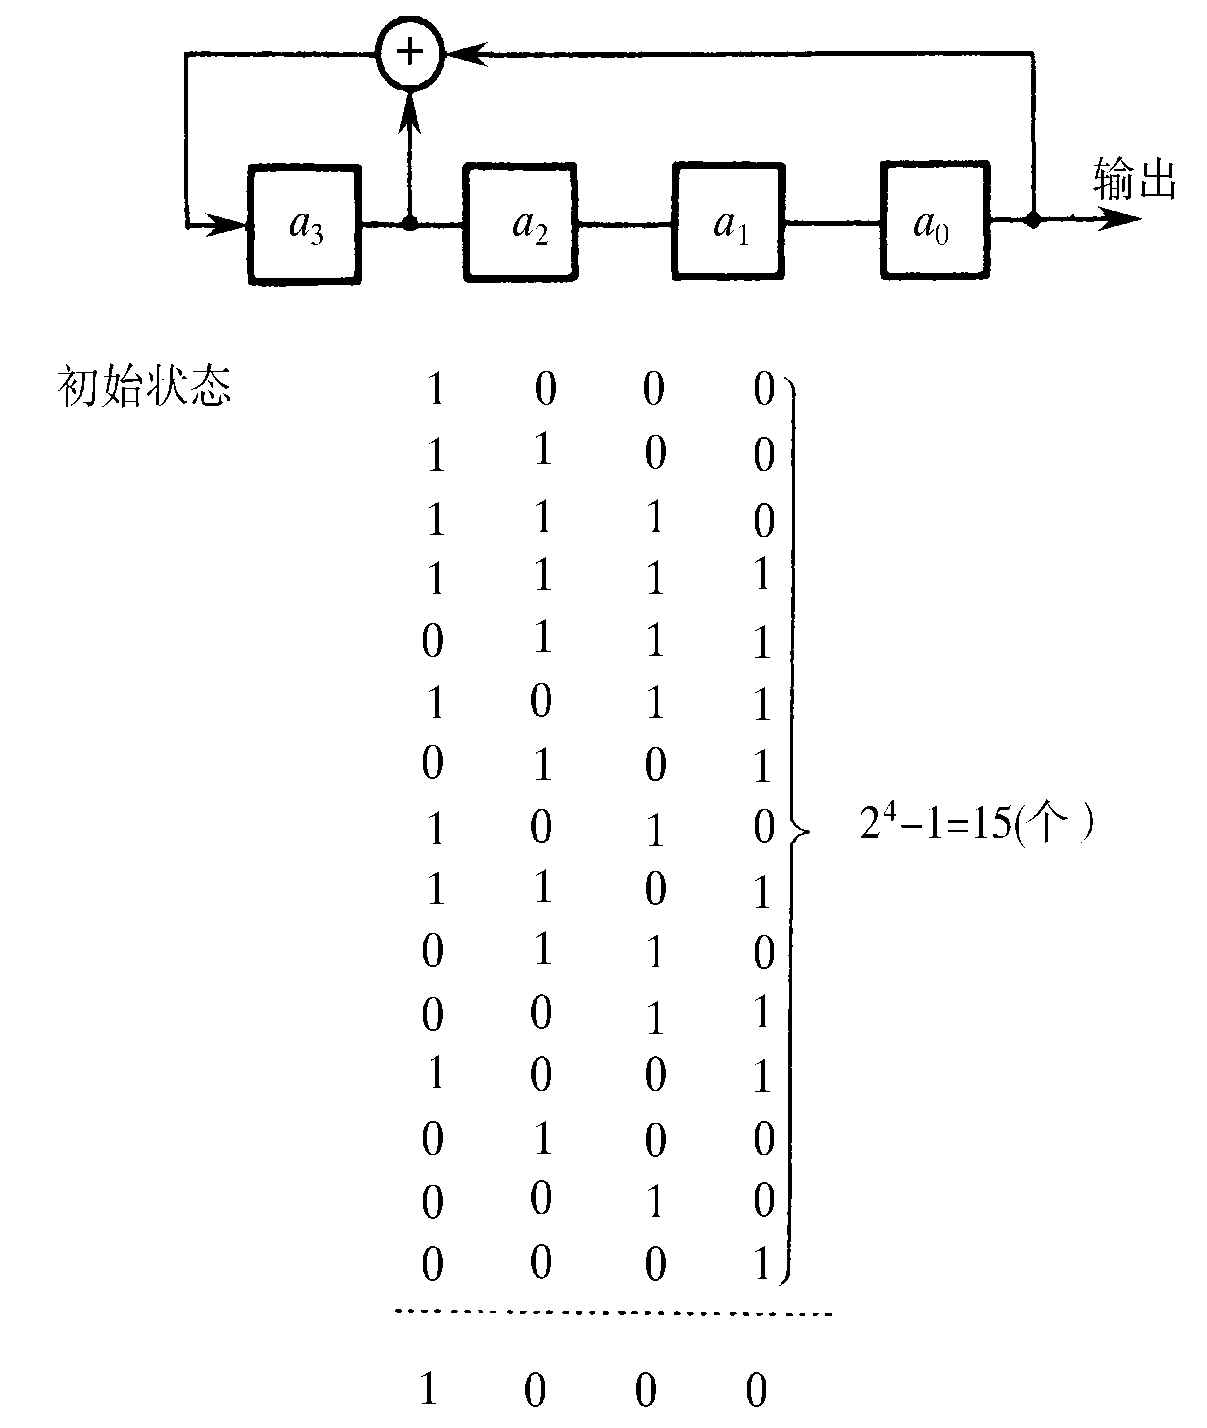 +
a₃ a₂ a₁ a₀ 输出
初始状态 1 0 0 0
1 1 0 0
1 1 1 0
1 1 1 1
0 1 1 1
1 0 1 1
0 1 0 1
1 0 1 0 2⁴-1=15(个)
1 1 0 1
0 1 1 0
0 0 1 1
1 0 0 1
0 1 0 0
0 0 1 0
0 0 0 1
1 0 0 0